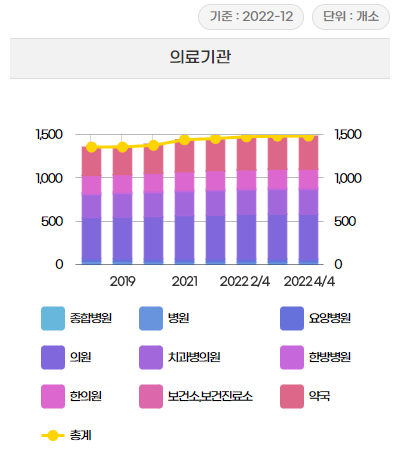 기준 : 2022-12 단위 : 개소
의료기관
1,500 1,500
1,000 1,000
500 500
0 0
2019 2021 2022 2/4 2022 4/4
종합병원 병원 요양병원
의원 치과병의원 한방병원
한의원 보건소,보건진료소 약국
총계